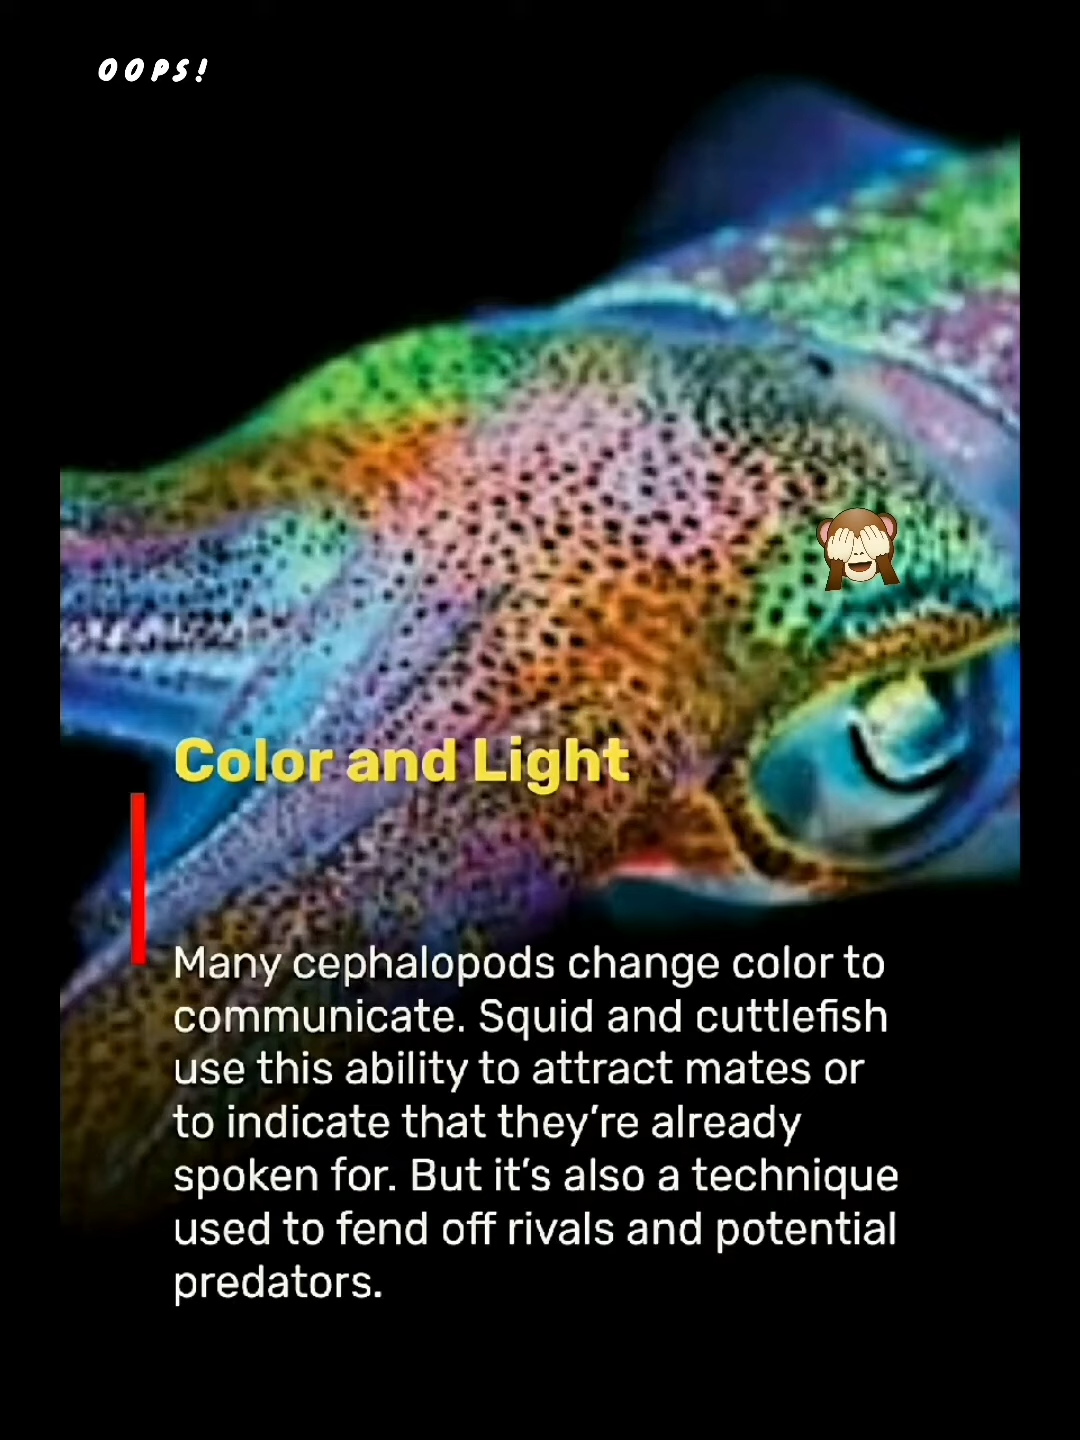 OOPS!
Color and Light
Many cephalopods change color to
communicate. Squid and cuttlefish
use this ability to attract mates or
to indicate that they’re already
spoken for. But it’s also a technique
used to fend off rivals and potential
predators.